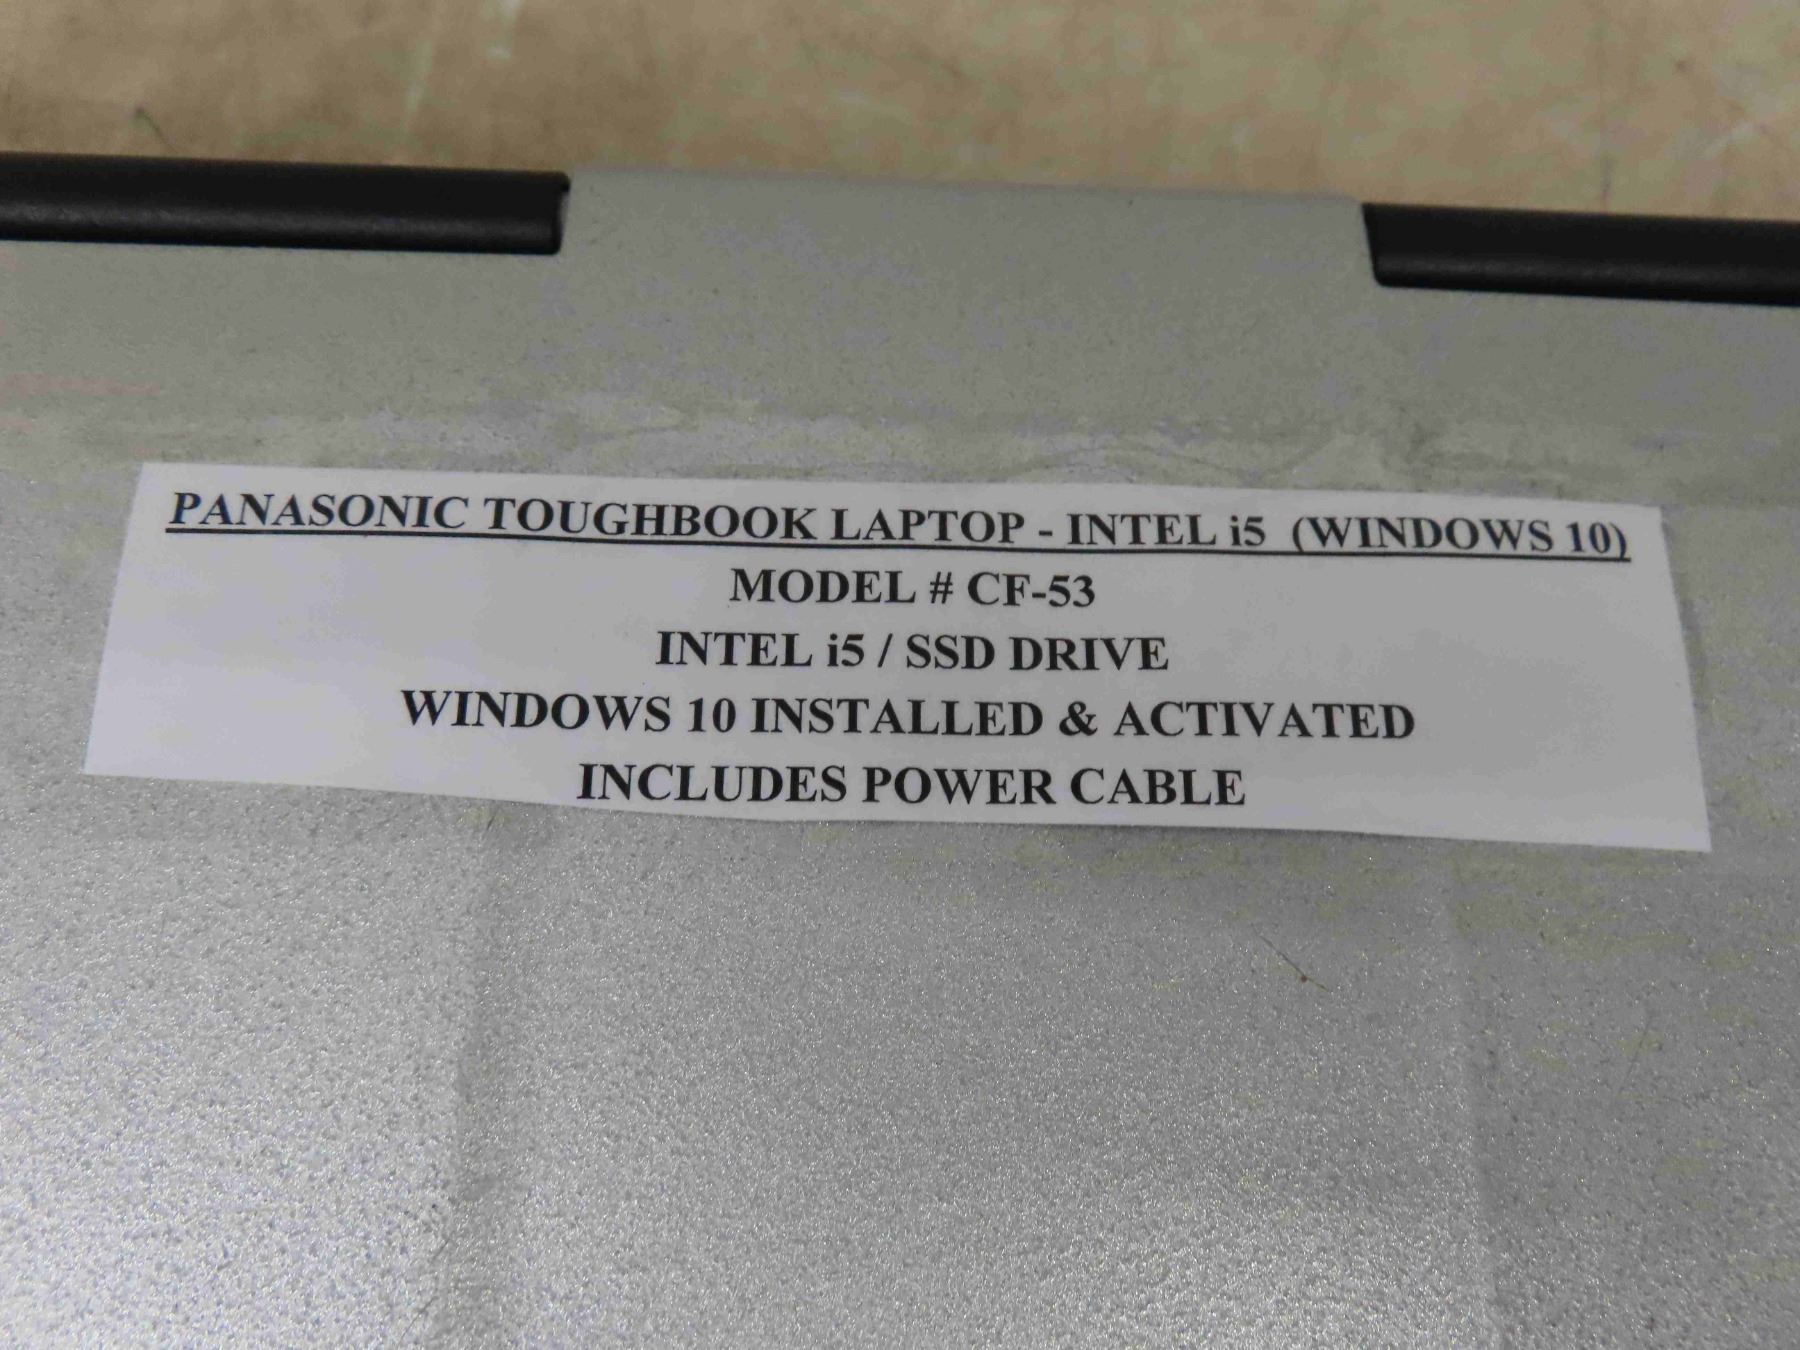 PANASONIC TOUGHBOOK LAPTOP - INTEL i5 (WINDOWS 10)
MODEL # CF-53
INTEL i5 / SSD DRIVE
WINDOWS 10 INSTALLED & ACTIVATED
INCLUDES POWER CABLE